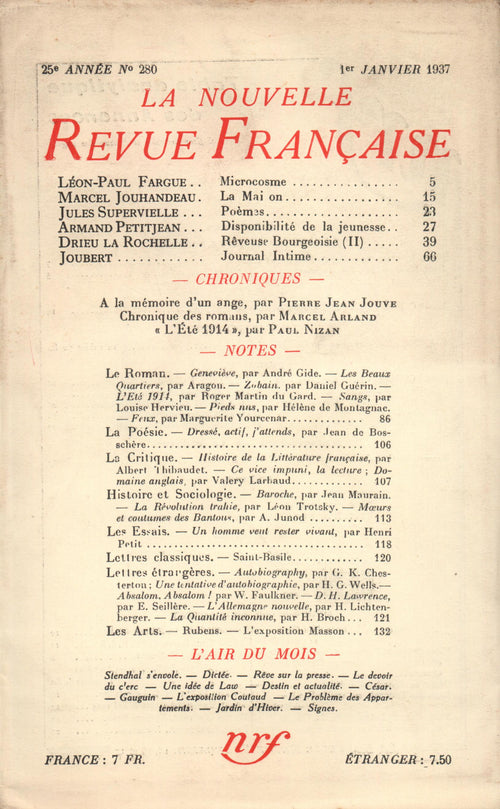 25e ANNÉE No 280 1er JANVIER 1937
LA NOUVELLE
REVUE FRANÇAISE
LÉON-PAUL FARGUE . . Microcosme . . . . . . . . . . . . . . . . 5
MARCEL JOUHANDEAU. La Mai on . . . . . . . . . . . . . . . . 15
JULES SUPERVIELLE . . . Poèmes . . . . . . . . . . . . . . . . . . 23
ARMAND PETITJEAN . . . Disponibilité de la jeunesse . . 27
DRIEU LA ROCHELLE . . Rêveuse Bourgeoisie (II) . . . . . 39
JOUBERT . . . . . . . . . . . . Journal Intime . . . . . . . . . . . . . . 66
— CHRONIQUES —
A la mémoire d'un ange, par PIERRE JEAN JOUVE
Chronique des romans, par MARCEL ARLAND
« L'Été 1914 », par PAUL NIZAN
— NOTES —
Le Roman. — Geneviève, par André Gide. — Les Beaux
Quartiers, par Aragon. — Zobain. par Daniel Guérin. —
L'Eté 1914, par Roger Martin du Gard. — Sangs, par
Louise Hervieu. — Pieds nus, par Hélène de Montagnac.
— Feux, par Marguerite Yourcenar . . . . . . . . . . . . . . . 86
La Poésie. — Dressé, actif, j'attends, par Jean de Bos-
schère . . . . . . . . . . . . . . . . . . . . . . . . . . . . . . . . . . 106
La Critique. — Histoire de la Littérature française, par
Albert Thibaudet. — Ce vice impuni, la lecture ; Do-
maine anglais, par Valery Larbaud . . . . . . . . . . . . . 107
Histoire et Sociologie. — Baroche, par Jean Maurain.
— La Révolution trahie, par Léon Trotsky. — Mœurs
et coutumes des Bantous, par A. Junod . . . . . . . . . . 113
Les Essais. — Un homme veut rester vivant, par Henri
Petit . . . . . . . . . . . . . . . . . . . . . . . . . . . . . . . . . . . 118
Lettres classiques. — Saint-Basile . . . . . . . . . . . . . . 120
Lettres étrangères. — Autobiography, par G. K. Ches-
terton ; Une tentative d'autobiographie, par H. G. Wells. —
Absalom, Absalom ! par W. Faulkner. — D. H. Lawrence,
par E. Seillère. — L'Allemagne nouvelle, par H. Lichten-
berger. — La Quantité inconnue, par H. Broch . . . 121
Les Arts. — Rubens. — L'exposition Masson . . . 132
— L'AIR DU MOIS —
Stendhal s'envole. — Dictée. — Rêve sur la presse. — Le devoir
du c'erc — Une idée de Law — Destin et actualité. — César.
— Gauguin — L'exposition Coutaud — Le Problème des Appar-
tements. — Jardin d'Hiver. — Signes.
nrf
FRANCE : 7 FR. ÉTRANGER : 7.50